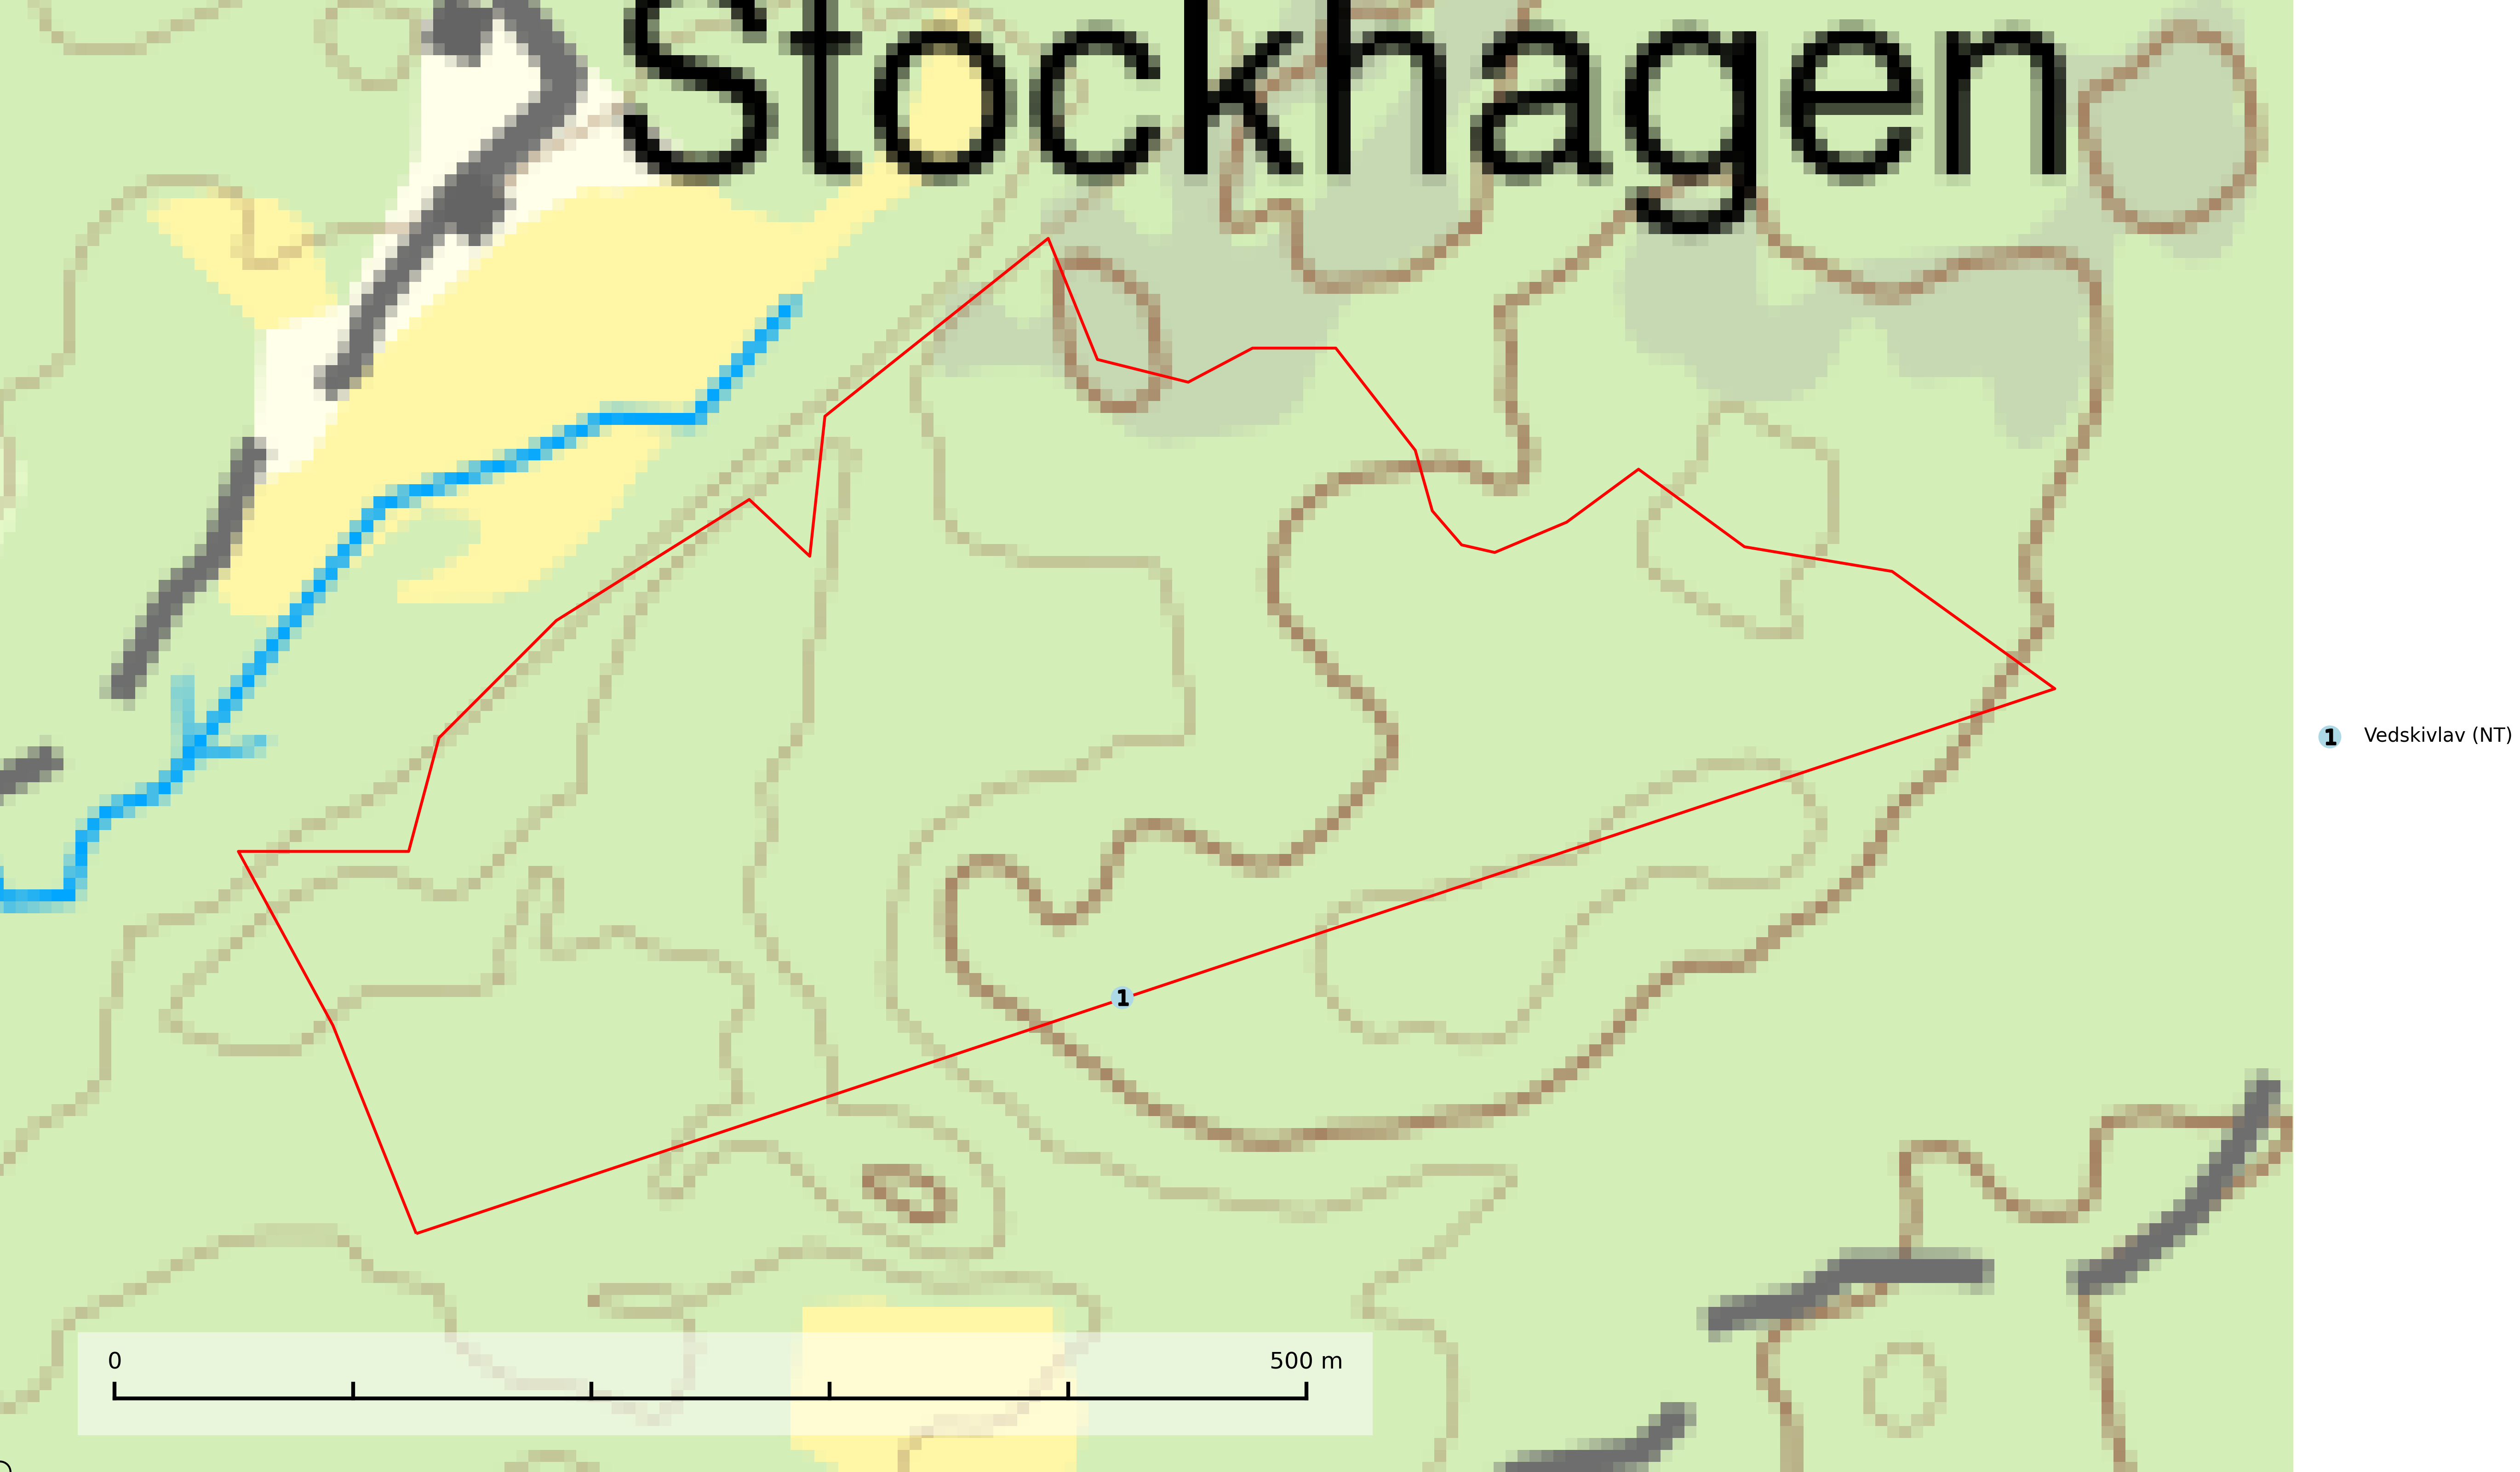 Stockhagen
1 Vedskivlav (NT)
1
0 500 m